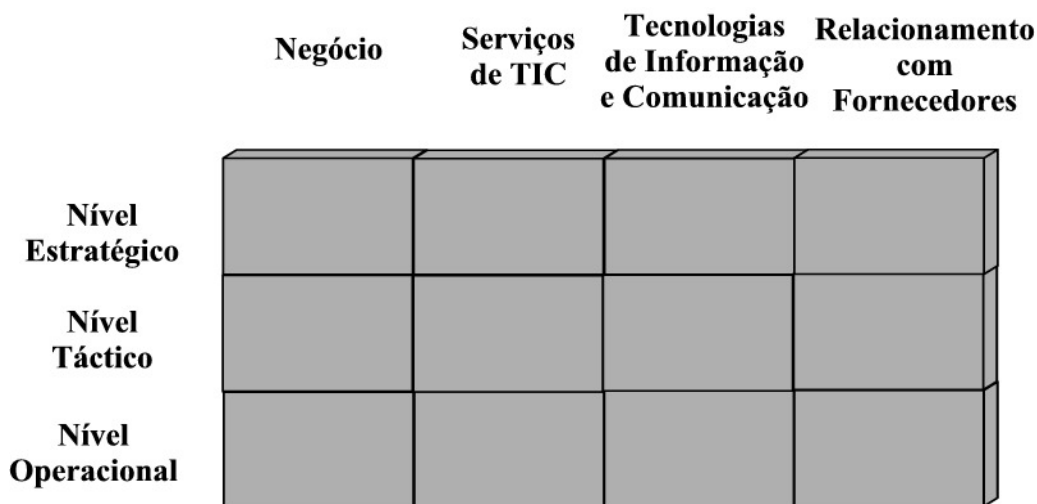 Negócio
Serviços
de TIC
Tecnologias
de Informação
e Comunicação
Relacionamento
com
Fornecedores
Nível
Estratégico
Nível
Táctico
Nível
Operacional